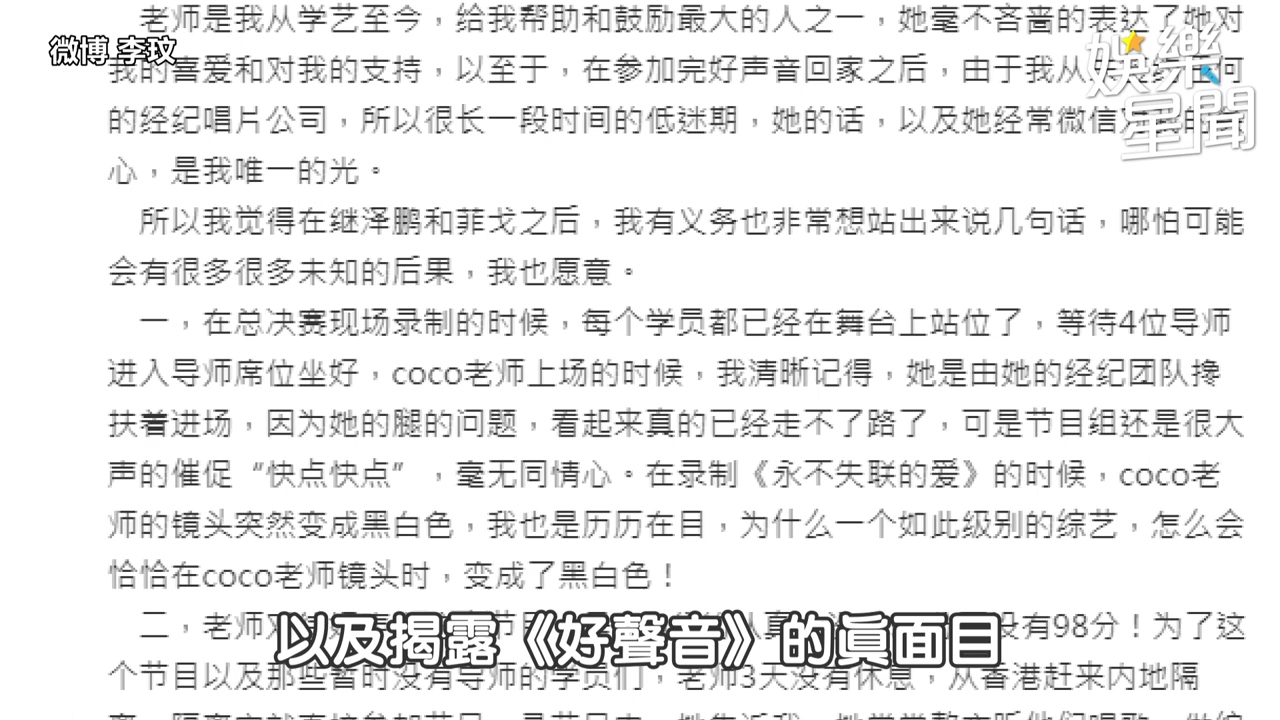 老师是我从学艺至今，给我帮助和鼓励最大的人之一，她毫不吝啬的表达了她对
微博 李玟
娛樂星聞
我的喜爱和对我的支持，以至于，在参加完好声音回家之后，由于我从
的经纪唱片公司，所以很长一段时间的低迷期，她的话，以及她经常微信
心，是我唯一的光。
所以我觉得在继泽鹏和菲戈之后，我有义务也非常想站出来说几句话，哪怕可能
会有很多很多未知的后果，我也愿意。
一，在总决赛现场录制的时候，每个学员都已经在舞台上站位了，等待4位导师
进入导师席位坐好，coco老师上场的时候，我清晰记得，她是由她的经纪团队搀
扶着进场，因为她的腿的问题，看起来真的已经走不了路了，可是节目组还是很大
声的催促“快点快点”，毫无同情心。在录制《永不失联的爱》的时候，coco老
师的镜头突然变成黑白色，我也是历历在目，为什么一个如此级别的综艺，怎么会
恰恰在coco老师镜头时，变成了黑白色！
二，老师 没有98分！为了这
以及揭露《好聲音》的真面目
个节目以及那些暂时没有导师的学员们，老师3天没有休息，从香港赶来内地隔